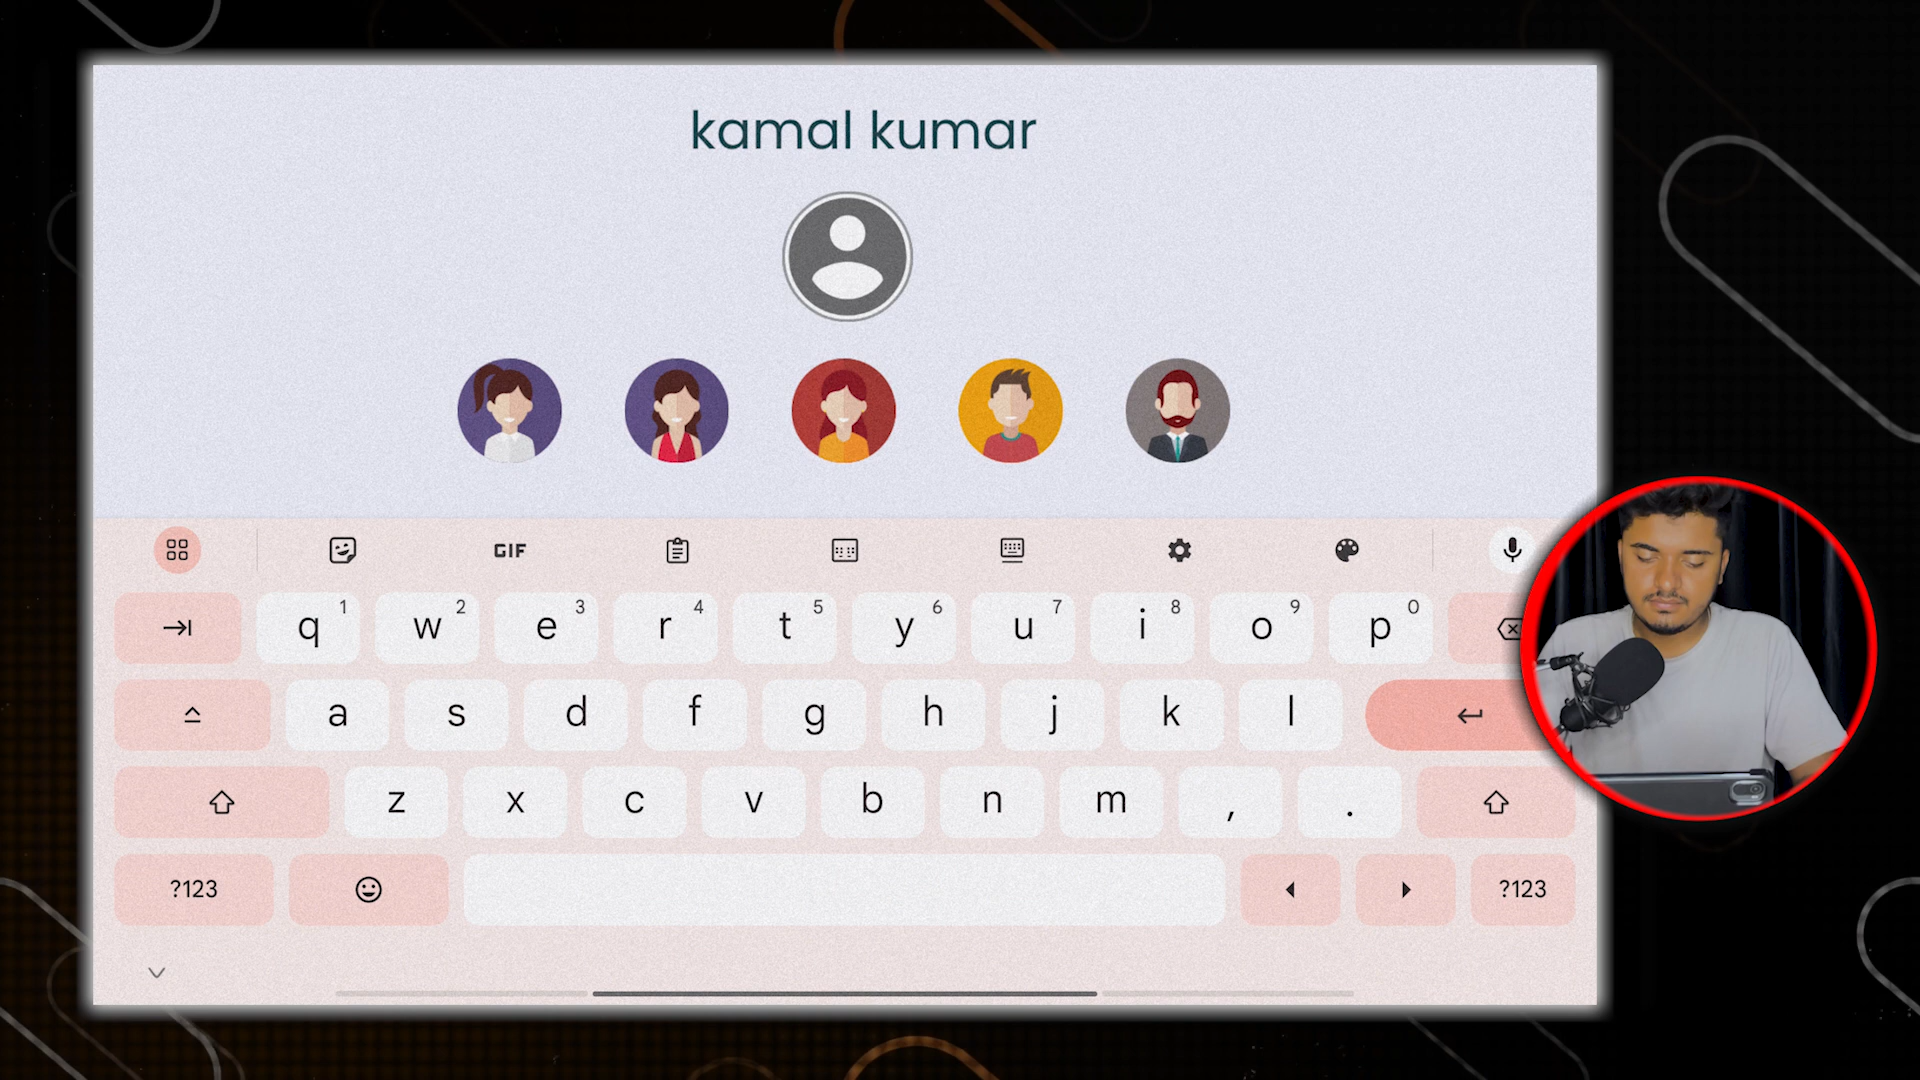 kamal kumar
GIF
q 1 w 2 e 3 r 4 t 5 y 6 u 7 i 8 o 9 p 0
a s d f g h j k l
z x c v b n m , .
?123 ?123